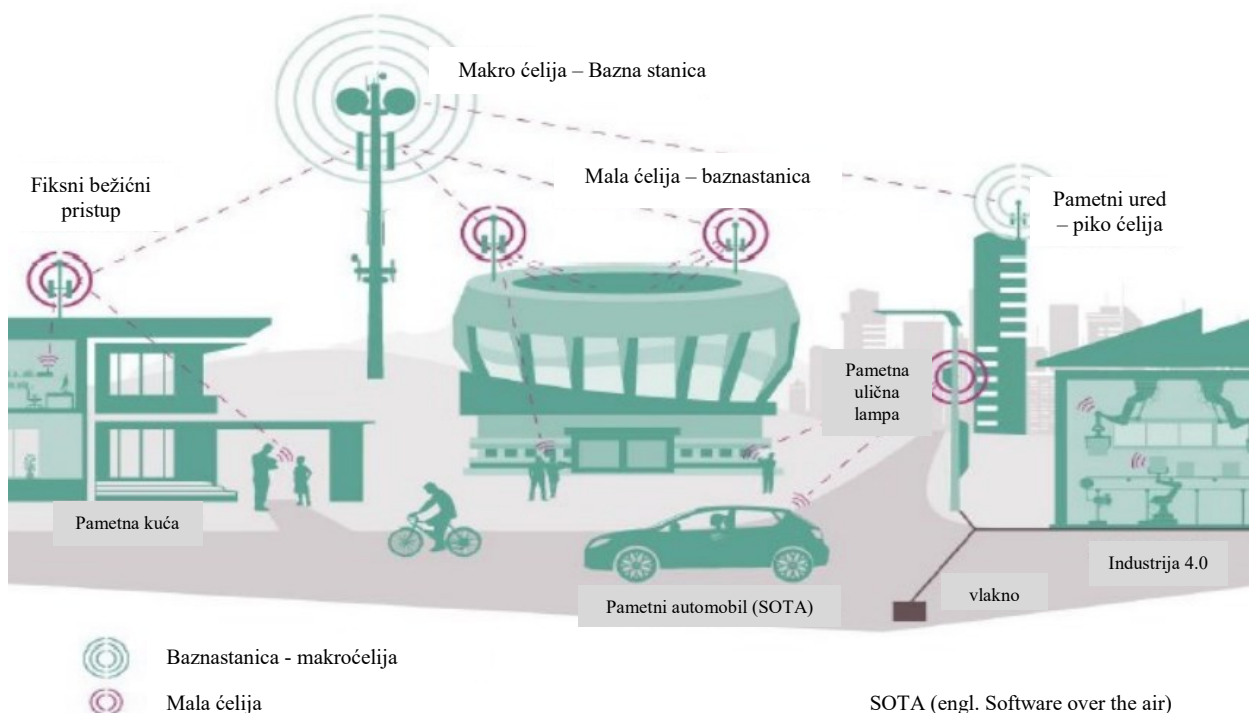 Makro ćelija – Bazna stanica
Fiksni bežićni
pristup
Mala ćelija – baznastanica
Pametni ured
– piko ćelija
Pametna
ulična
lampa
Pametna kuća
Pametni automobil (SOTA)
vlakno
Industrija 4.0
Baznastanica - makroćelija
Mala ćelija
SOTA (engl. Software over the air)